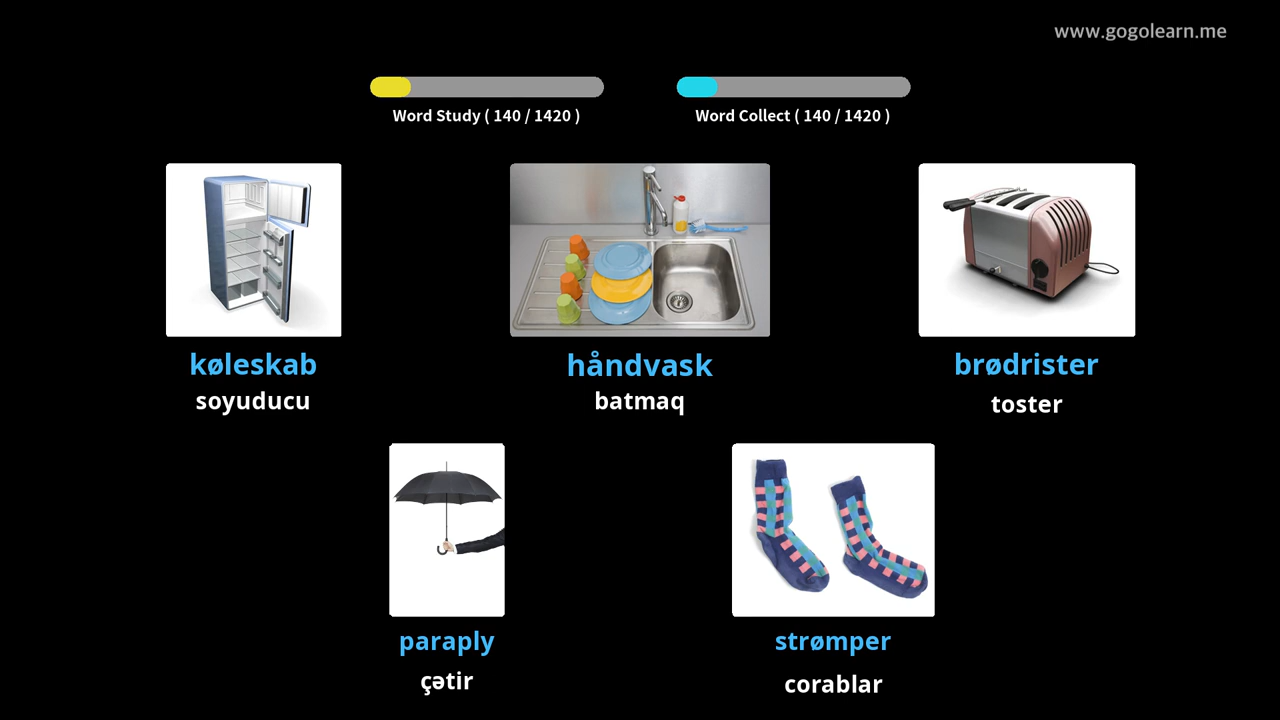 www.gogolearn.me
Word Study ( 140 / 1420 )
Word Collect ( 140 / 1420 )
køleskab
soyuducu
håndvask
batmaq
brødrister
toster
paraply
çətir
strømper
corablar